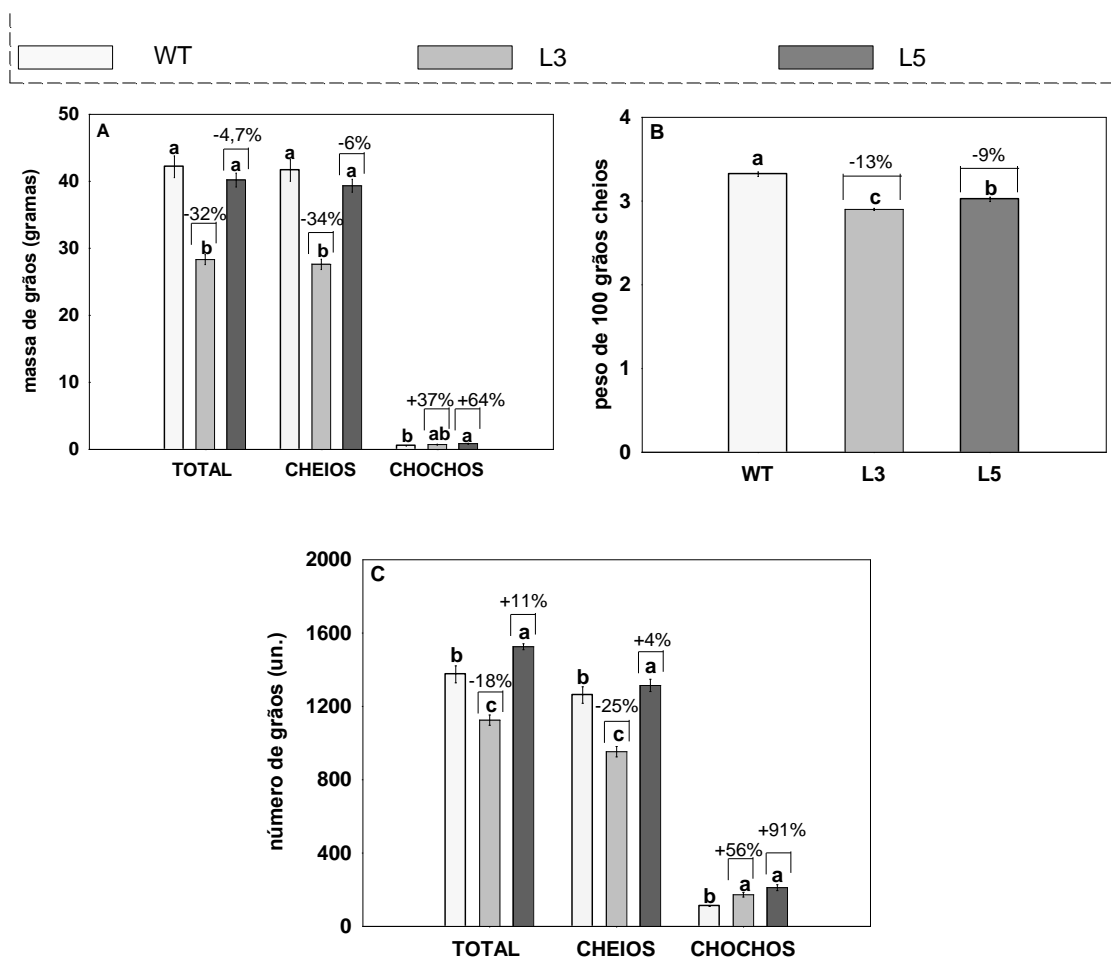 WT L3 L5
A
massa de grãos (gramas)
50
40
30
20
10
0
a
-32%
b
-4,7%
a
a
-34%
b
-6%
a
b
+37%
ab
+64%
a
TOTAL CHEIOS CHOCHOS
B
peso de 100 grãos cheios
4
3
2
1
0
a
-13%
c
-9%
b
WT L3 L5
C
número de grãos (un.)
2000
1600
1200
800
400
0
b
-18%
c
+11%
a
b
-25%
c
+4%
a
b
+56%
a
+91%
a
TOTAL CHEIOS CHOCHOS